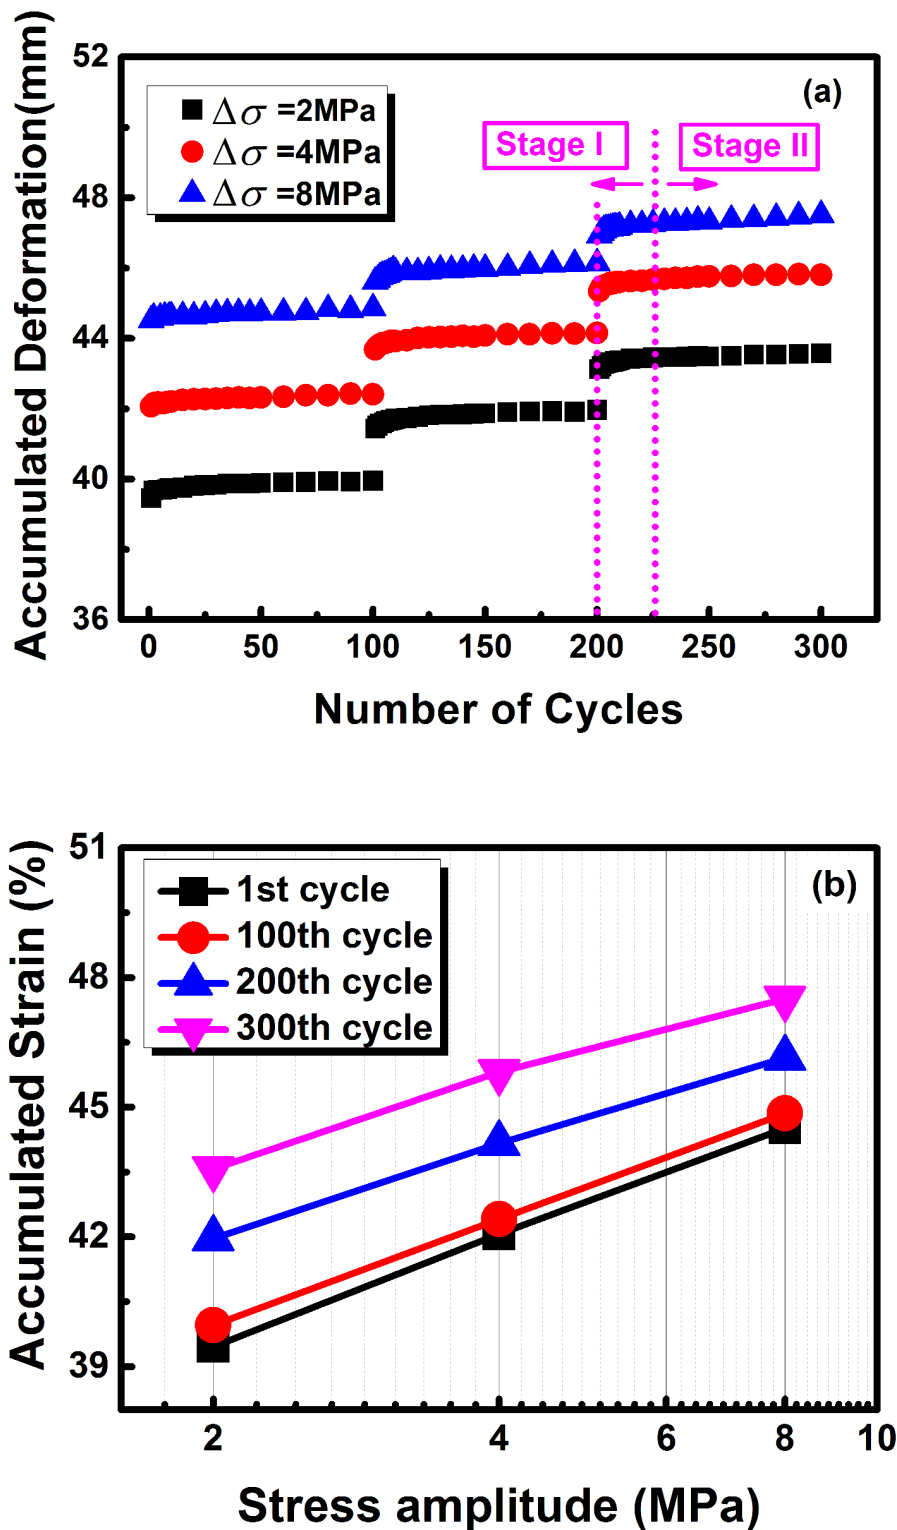 52
48
44
40
36
Accumulated Deformation(mm)
(a)
Δσ =2MPa
Δσ =4MPa
Δσ =8MPa
Stage I
Stage II
0 50 100 150 200 250 300
Number of Cycles
51
48
45
42
39
Accumulated Strain (%)
(b)
1st cycle
100th cycle
200th cycle
300th cycle
2 4 6 8 10
Stress amplitude (MPa)